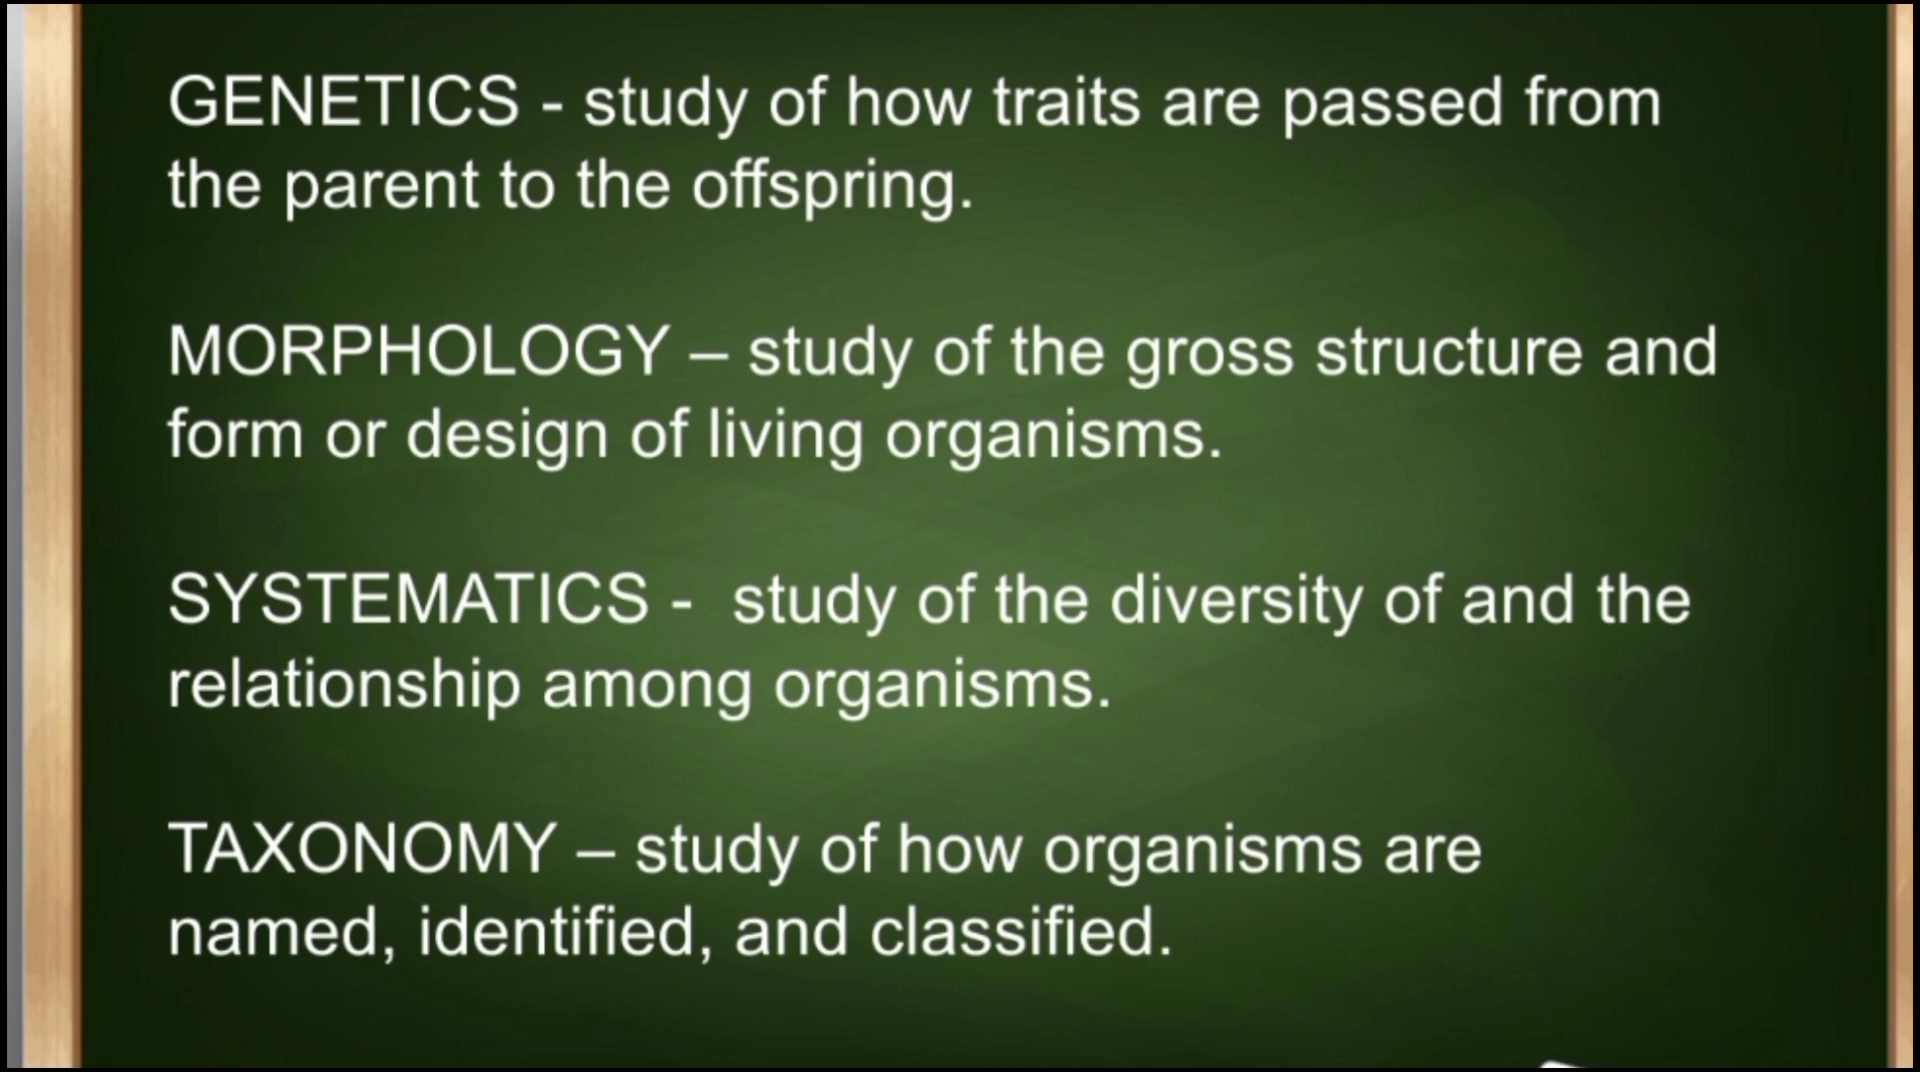 GENETICS - study of how traits are passed from
the parent to the offspring.
MORPHOLOGY – study of the gross structure and
form or design of living organisms.
SYSTEMATICS -  study of the diversity of and the
relationship among organisms.
TAXONOMY – study of how organisms are
named, identified, and classified.